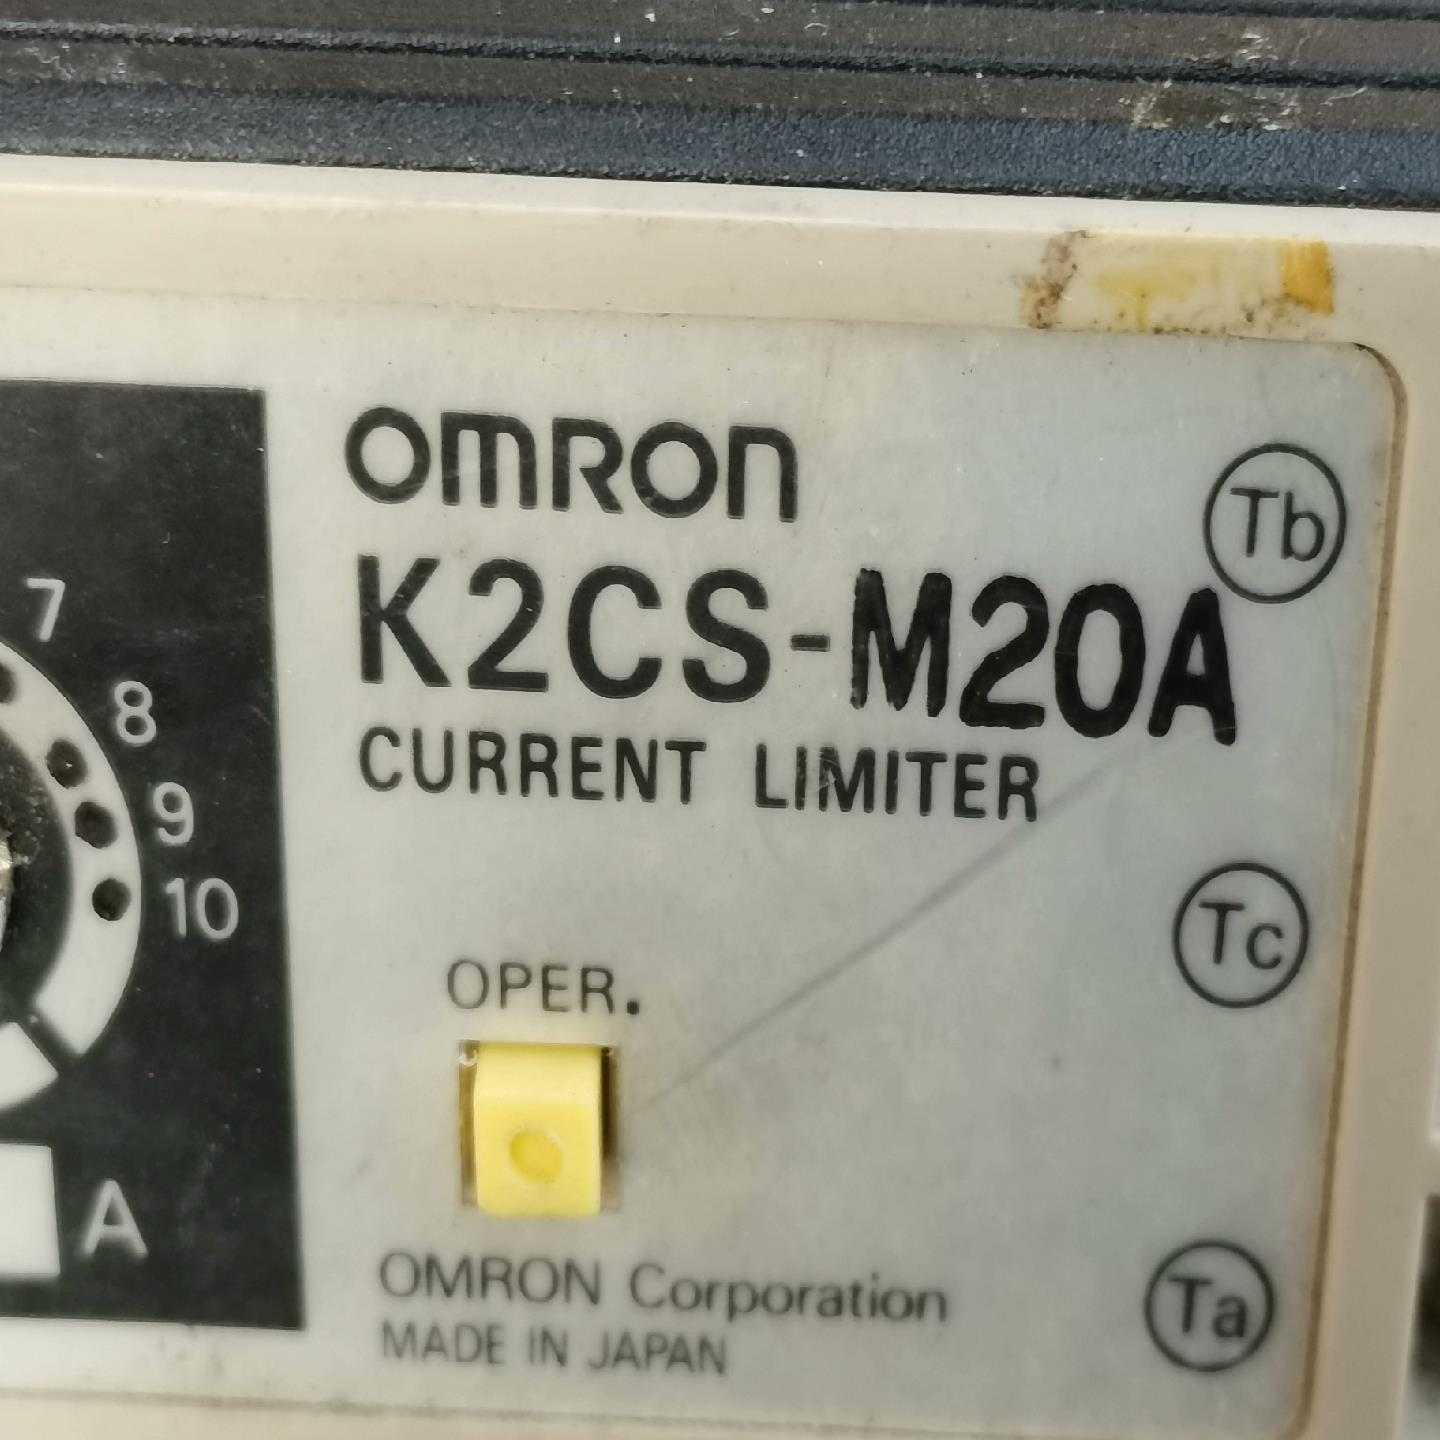 OMRON
Tb
K2CS-M20A
CURRENT LIMITER
7
8
9
10
Tc
OPER.
A
OMRON Corporation
MADE IN JAPAN
Ta